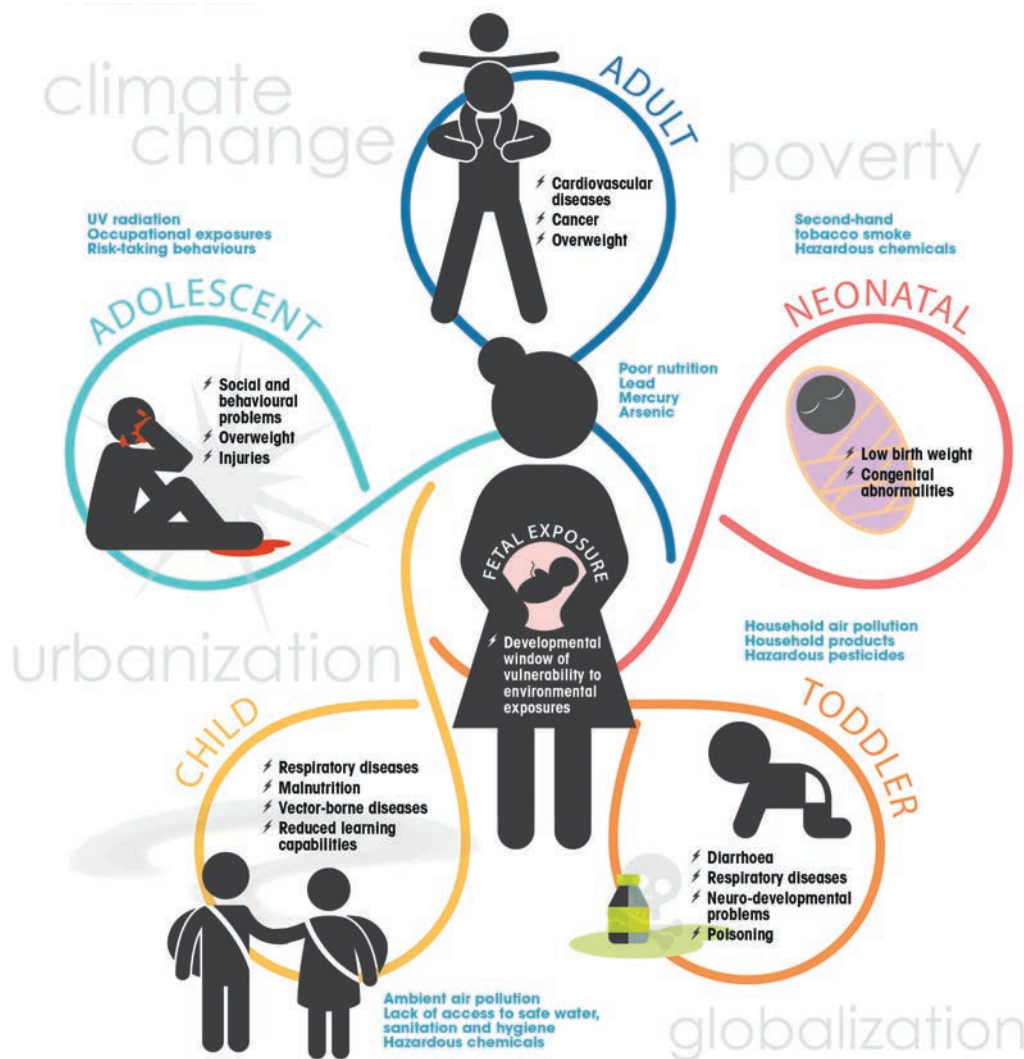 climate
change
ADULT
poverty
Cardiovascular
diseases
Cancer
Overweight
UV radiation
Occupational exposures
Risk-taking behaviours
Second-hand
tobacco smoke
Hazardous chemicals
ADOLESCENT
Social and
behavioural
problems
Overweight
Injuries
Poor nutrition
Lead
Mercury
Arsenic
NEONATAL
Low birth weight
Congenital
abnormalities
FETAL EXPOSURE
Developmental
window of
vulnerability to
environmental
exposures
urbanization
Household air pollution
Household products
Hazardous pesticides
CHILD
Respiratory diseases
Malnutrition
Vector-borne diseases
Reduced learning
capabilities
TODDLER
Diarrhoea
Respiratory diseases
Neuro-developmental
problems
Poisoning
Ambient air pollution
Lack of access to safe water,
sanitation and hygiene
Hazardous chemicals
globalization